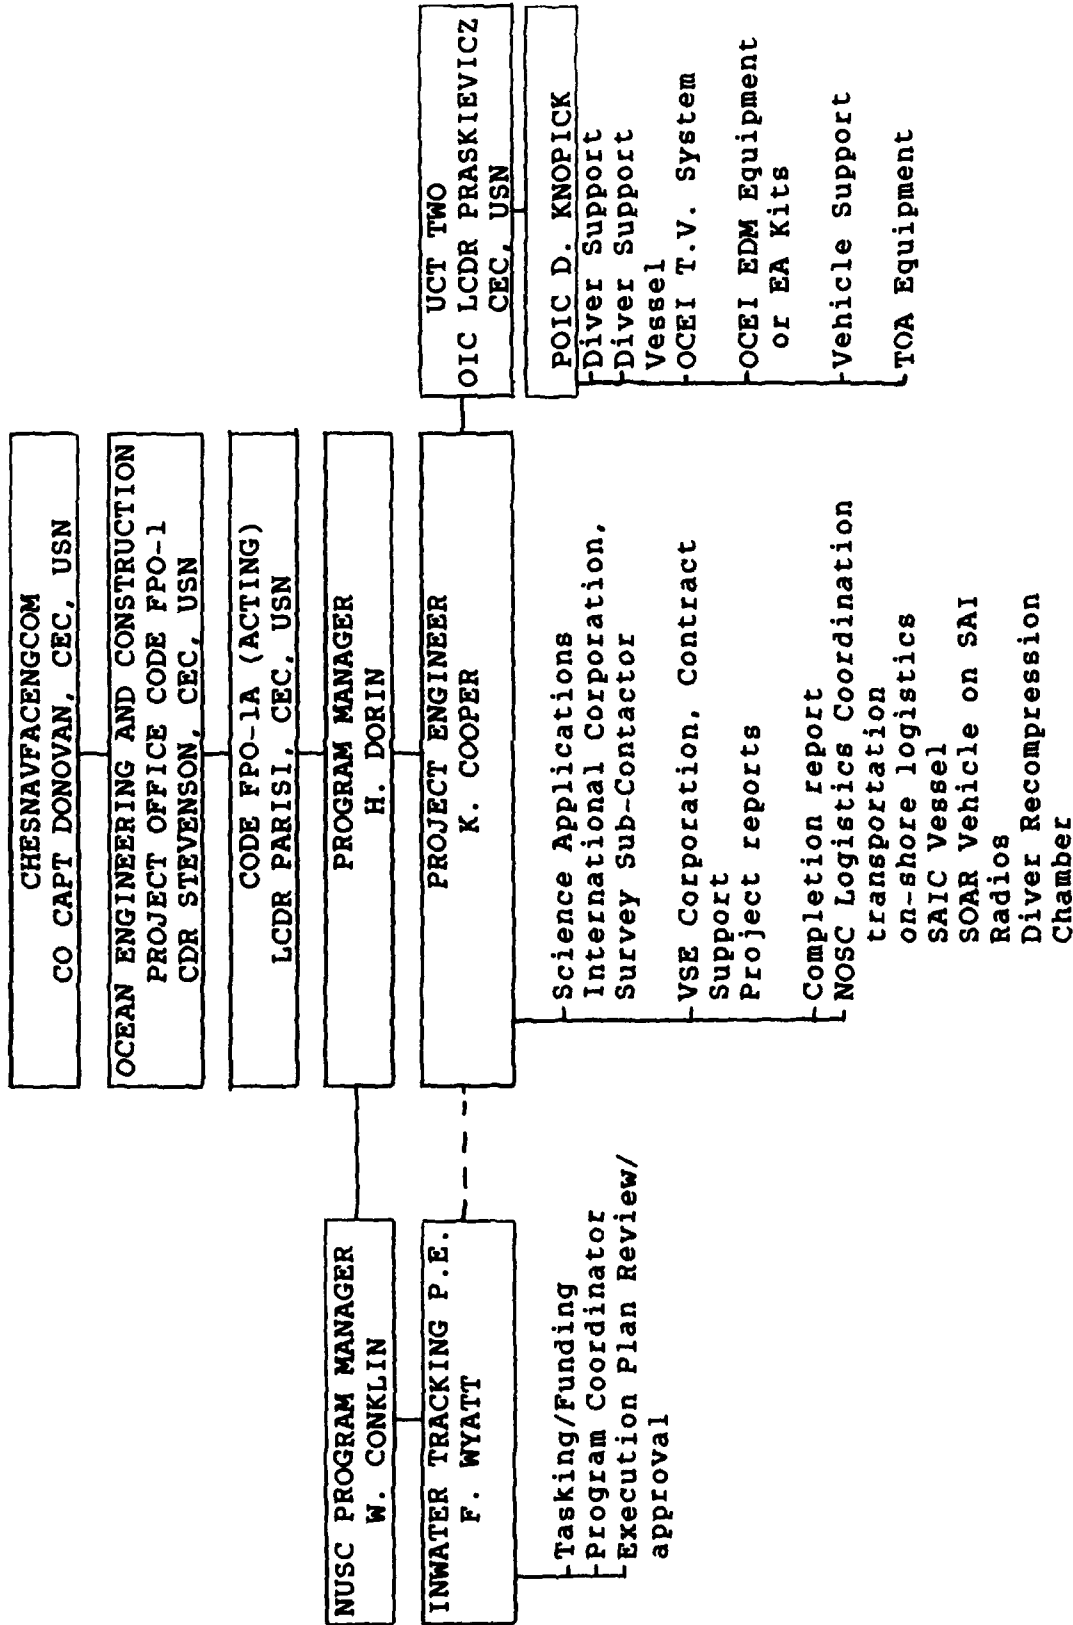 CHESNAVFACENGCOM
CO CAPT DONOVAN, CEC, USN
OCEAN ENGINEERING AND CONSTRUCTION
PROJECT OFFICE CODE FPO-1
CDR STEVENSON, CEC, USN
CODE FPO-1A (ACTING)
LCDR PARISI, CEC, USN
NUSC PROGRAM MANAGER
W. CONKLIN
PROGRAM MANAGER
H. DORIN
INWATER TRACKING P.E.
F. WYATT
PROJECT ENGINEER
K. COOPER
UCT TWO
OIC LCDR PRASKIEVICZ
CEC, USN
POIC D. KNOPICK
Tasking/Funding
Program Coordinator
Execution Plan Review/
approval
Science Applications
International Corporation,
Survey Sub-Contactor
VSE Corporation, Contract
Support
Project reports
Completion report
NOSC Logistics Coordination
transportation
on-shore logistics
SAIC Vessel
SOAR Vehicle on SAI
Radios
Diver Recompression
Chamber
Diver Support
Diver Support
Vessel
OCEI T.V. System
OCEI EDM Equipment
or EA Kits
Vehicle Support
TOA Equipment